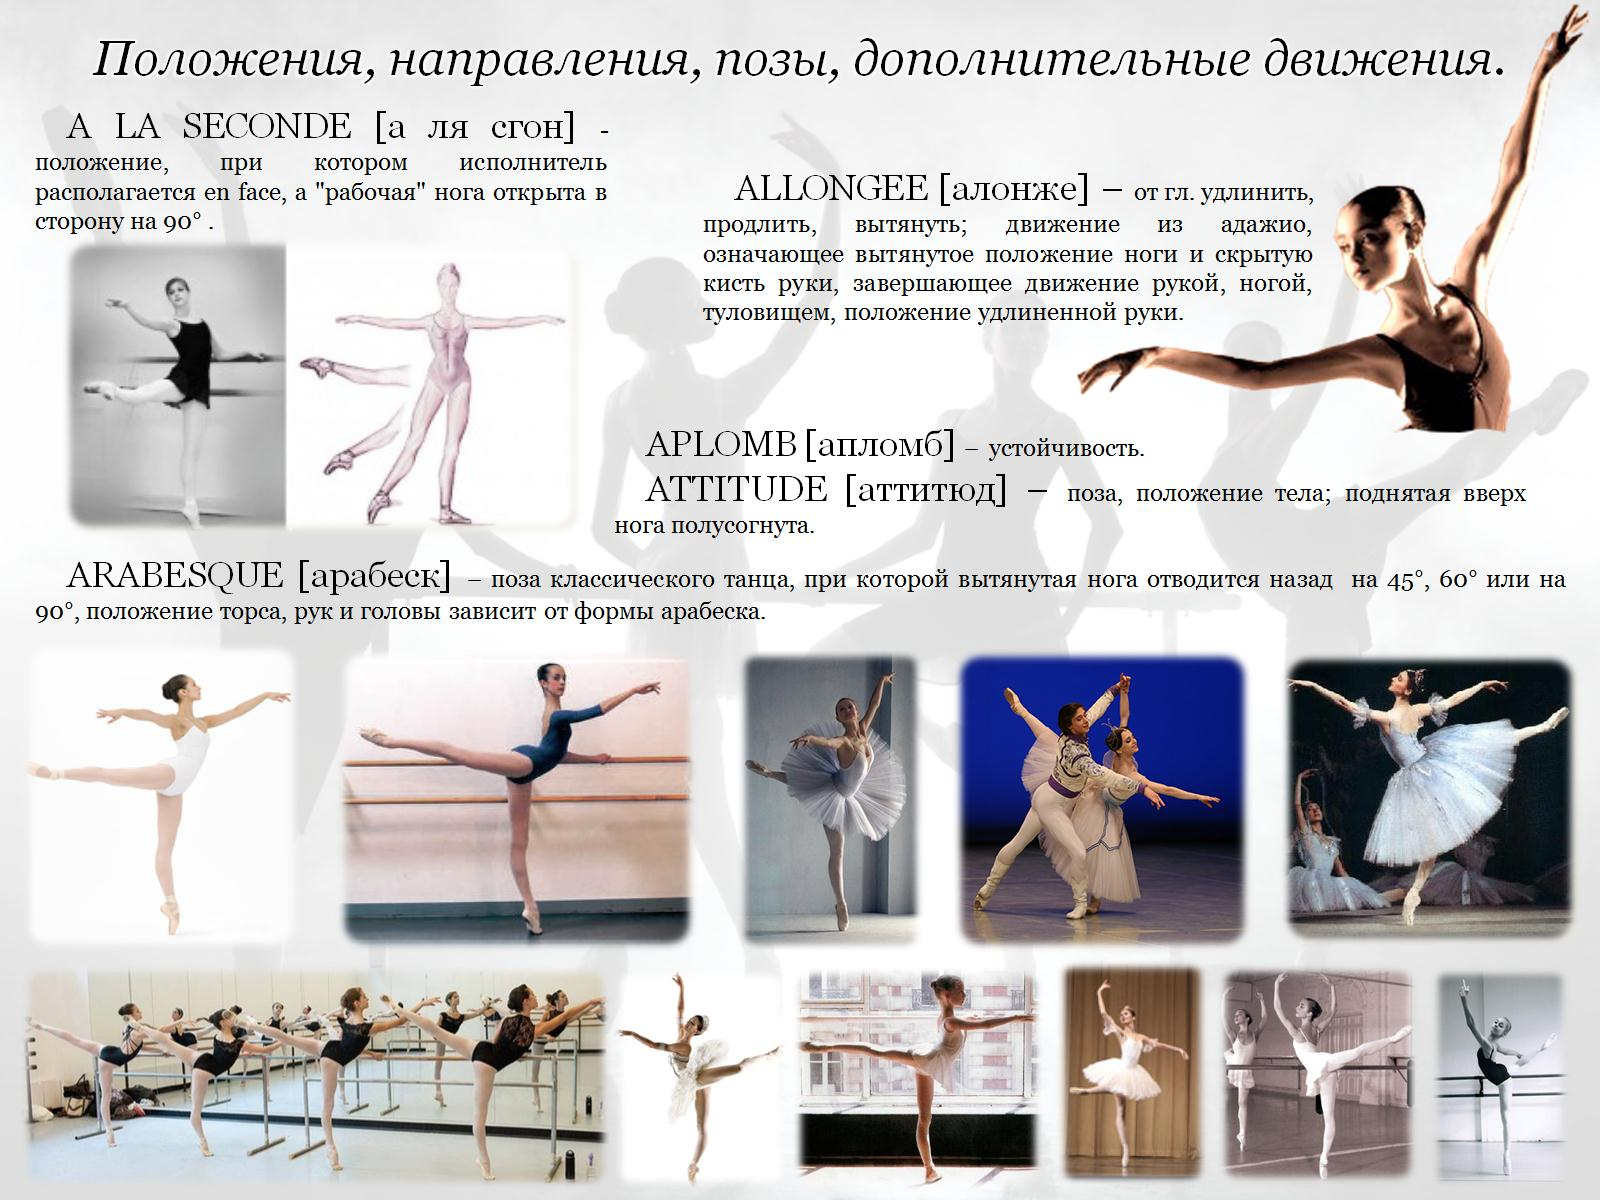 Положения, направления, позы, дополнительные движения.
A LA SECONDE [а ля сгон] -
положение, при котором исполнитель
располагается en face, а "рабочая" нога открыта в
сторону на 90° .
ALLONGEE [алонже] – от гл. удлинить,
продлить, вытянуть; движение из адажио,
означающее вытянутое положение ноги и скрытую
кисть руки, завершающее движение рукой, ногой,
туловищем, положение удлиненной руки.
APLOMB [апломб] – устойчивость.
ATTITUDE [аттитюд] – поза, положение тела; поднятая вверх
нога полусогнута.
ARABESQUE [арабеск] – поза классического танца, при которой вытянутая нога отводится назад на 45°, 60° или на
90°, положение торса, рук и головы зависит от формы арабеска.